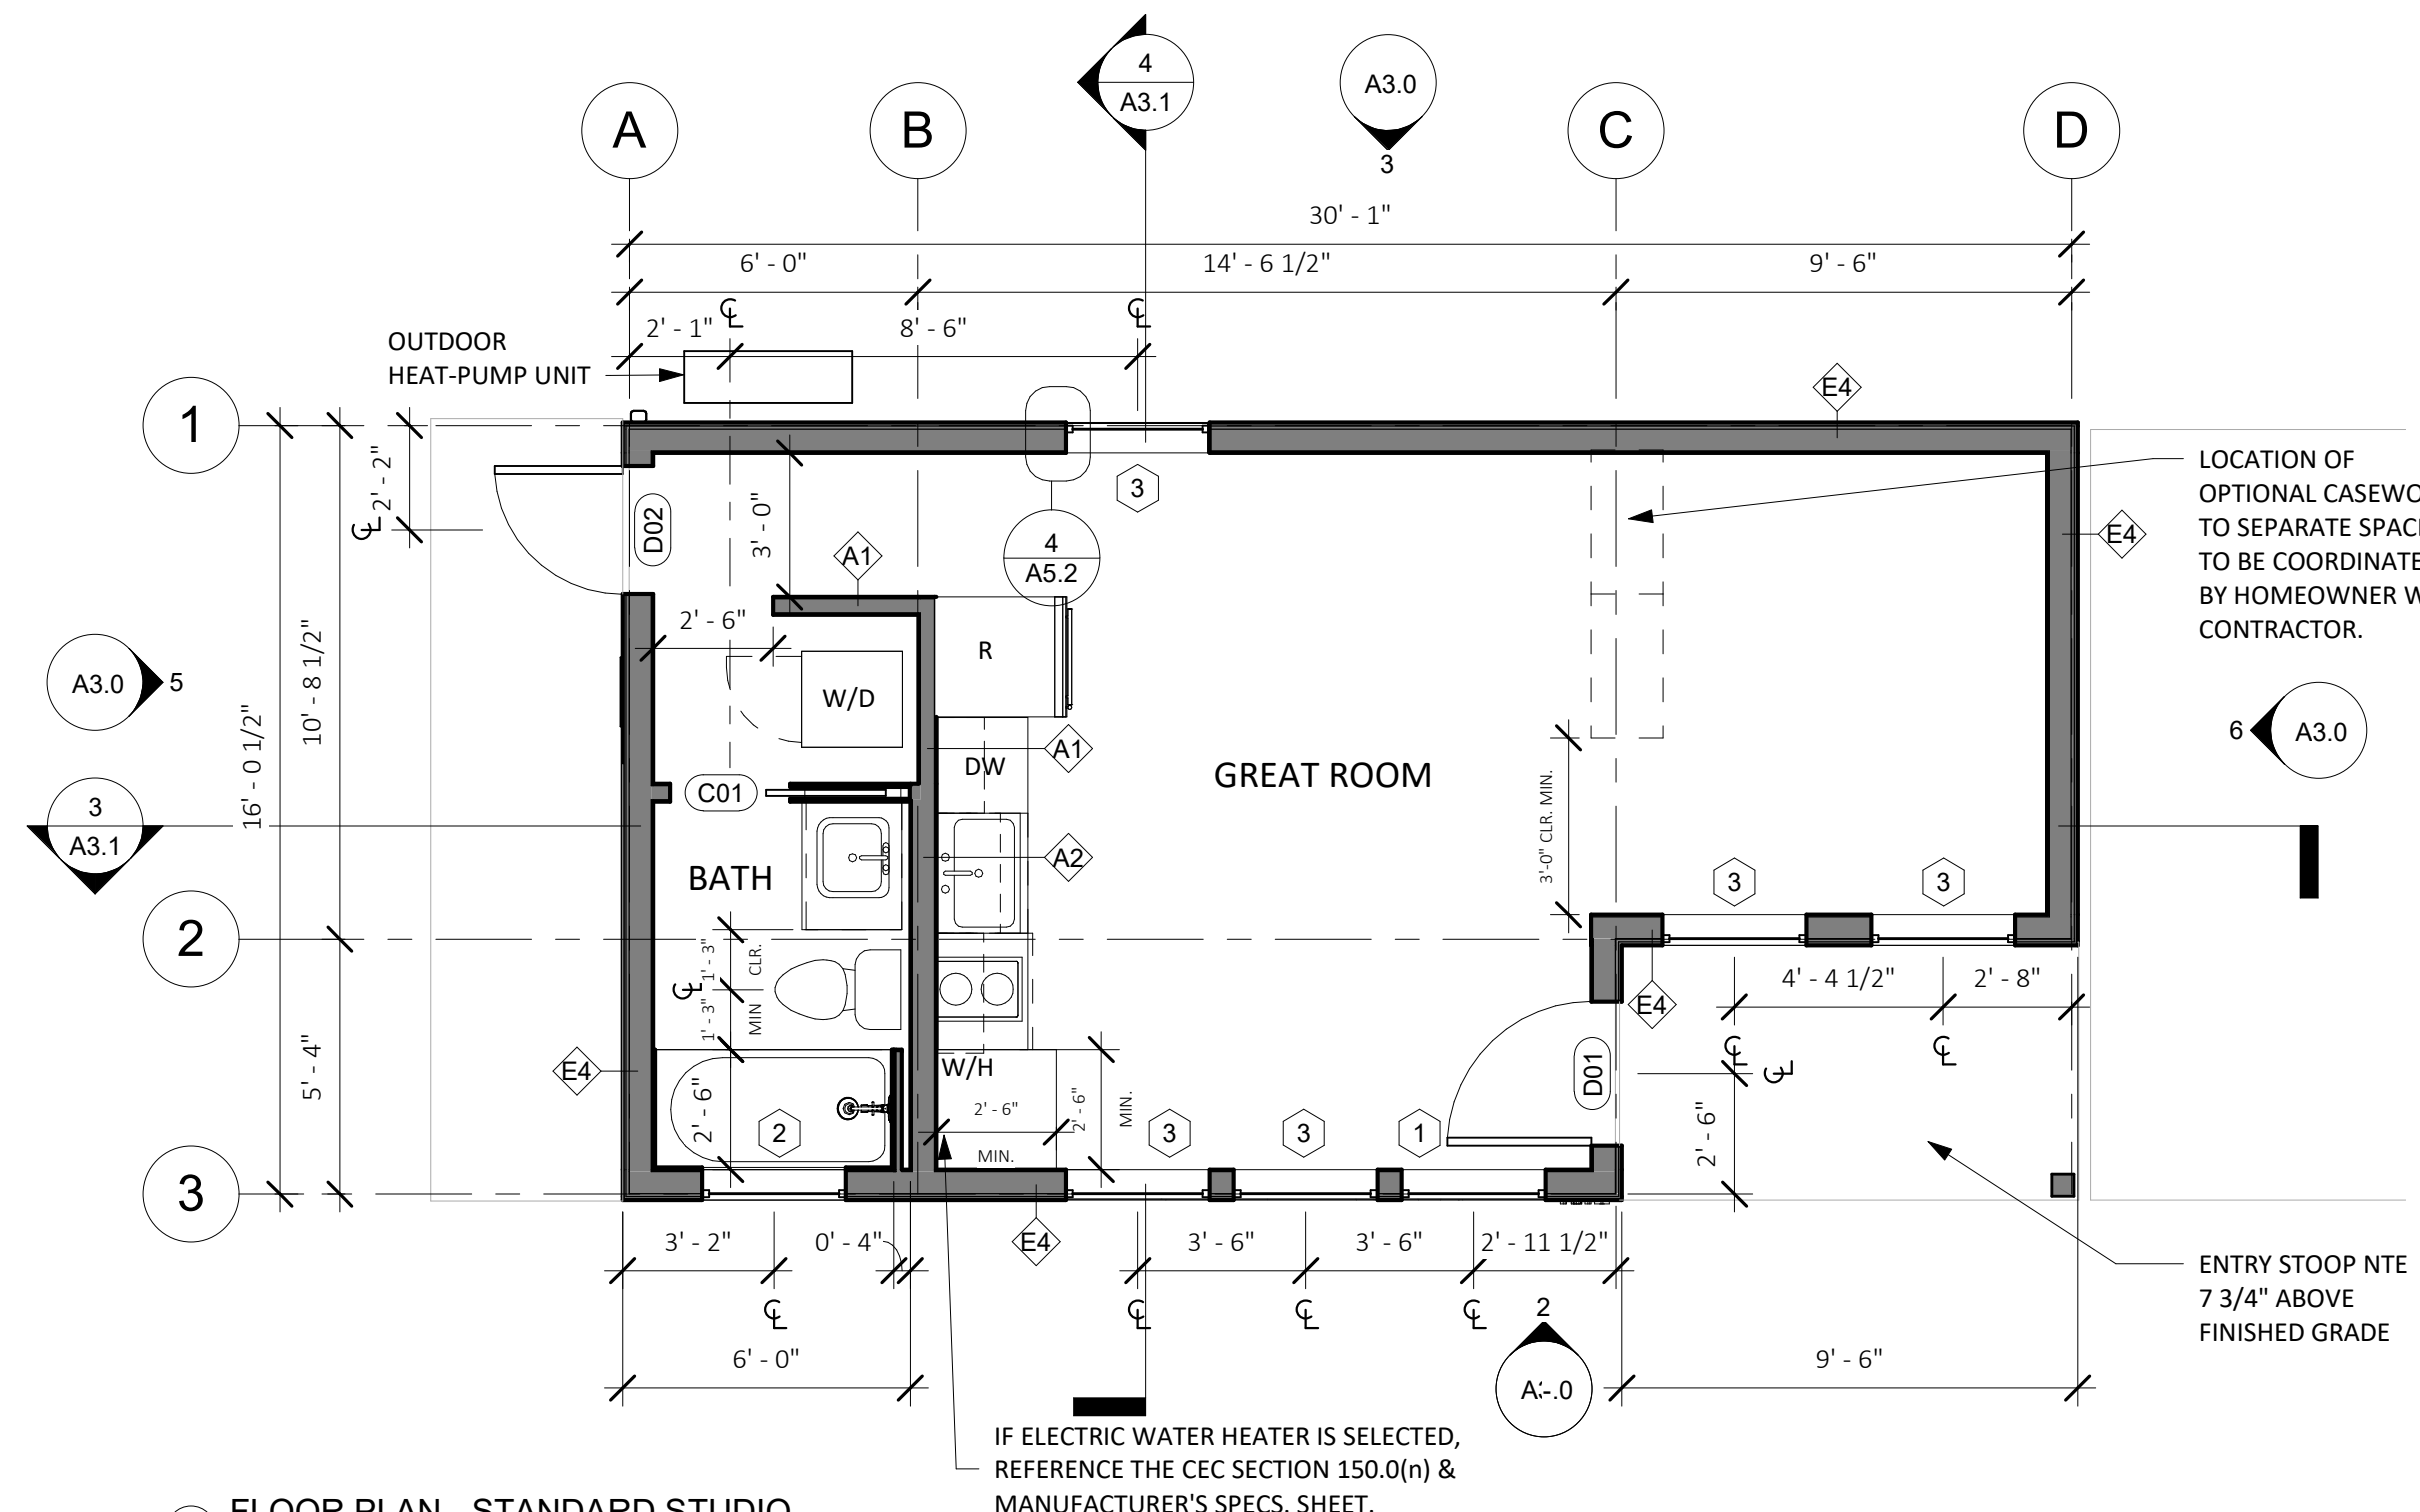 4
A3.1
A3.0
3
A
B
C
D
30' - 1"
6' - 0"
14' - 6 1/2"
9' - 6"
2' - 1"
8' - 6"
OUTDOOR
HEAT-PUMP UNIT
1
2' - 2"
E4
LOCATION OF
OPTIONAL
TO SEPARATE
TO BE
BY HOMEOWNER
CONTRACTOR.
E4
3
D02
3' - 0"
A1
4
A5.2
2' - 6"
R
W/D
A3.0
5
10' - 8 1/2"
16' - 0 1/2"
6
A3.0
A1
DW
GREAT ROOM
C01
3'-0" CLR. MIN.
3
A3.1
A2
BATH
3
3
2
1' - 3"
CLR.
1' - 3"
MIN
4' - 4 1/2"
2' - 8"
E4
5' - 4"
E4
W/H
D01
2' - 6"
2
2' - 6"
2' - 6"
MIN.
MIN.
3
3
1
2' - 6"
3
3' - 2"
0' - 4"
E4
3' - 6"
3' - 6"
2' - 11 1/2"
ENTRY STOOP NTE
7 3/4" ABOVE
FINISHED GRADE
2
6' - 0"
9' - 6"
IF ELECTRIC WATER HEATER IS SELECTED,
REFERENCE THE CEC SECTION 150.0(n) &
MANUFACTURER'S SPECS. SHEET.
FLOOR PLAN - STANDARD STUDIO